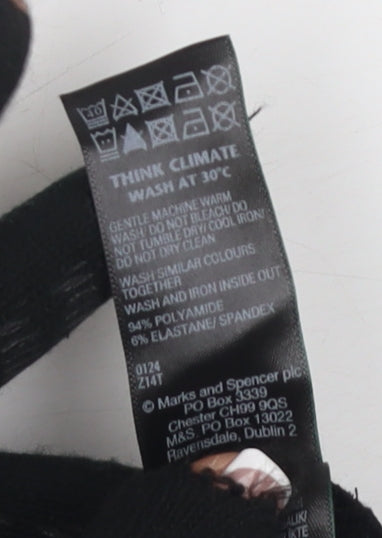 40
THINK CLIMATE
WASH AT 30°C
GENTLE MACHINE WARM
WASH/ DO NOT BLEACH/ DO
NOT TUMBLE DRY/ COOL IRON/
DO NOT DRY CLEAN
WASH SIMILAR COLOURS
TOGETHER
WASH AND IRON INSIDE OUT
94% POLYAMIDE
6% ELASTANE/ SPANDEX
0124
Z14T
© Marks and Spencer plc
PO Box 3339
Chester CH99 9QS
M&S, PO Box 13022
Ravensdale, Dublin 2